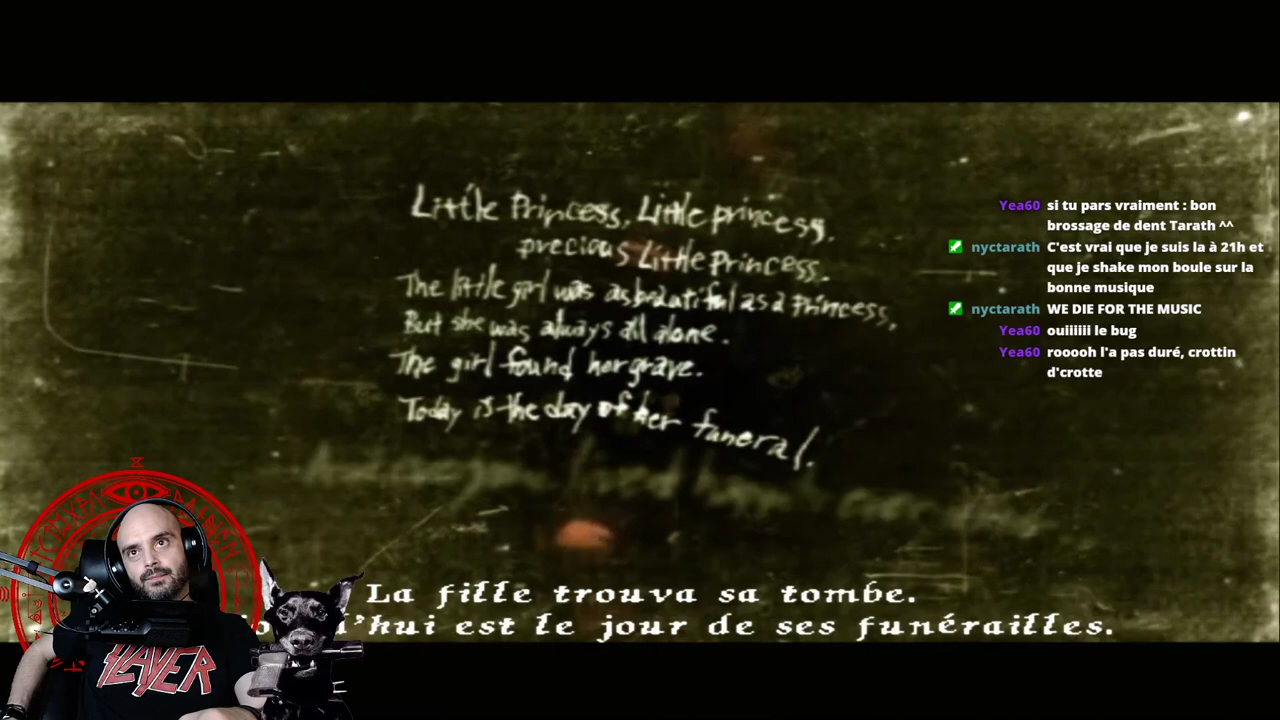 Little Princess, Little princess,
precious Little Princess.
The little girl was as beautiful as a Princess,
But she was always all alone.
The girl found her grave.
Today is the day of her funeral.
La fille trouva sa tombe.
d'hui est le jour de ses funérailles.
Yea60 si tu pars vraiment : bon
brossage de dent Tarath ^^
nyctarath C'est vrai que je suis la à 21h et
que je shake mon boule sur la
bonne musique
nyctarath WE DIE FOR THE MUSIC
Yea60 ouiiiiii le bug
Yea60 rooooh l'a pas duré, crottin
d'crotte
SLAYER